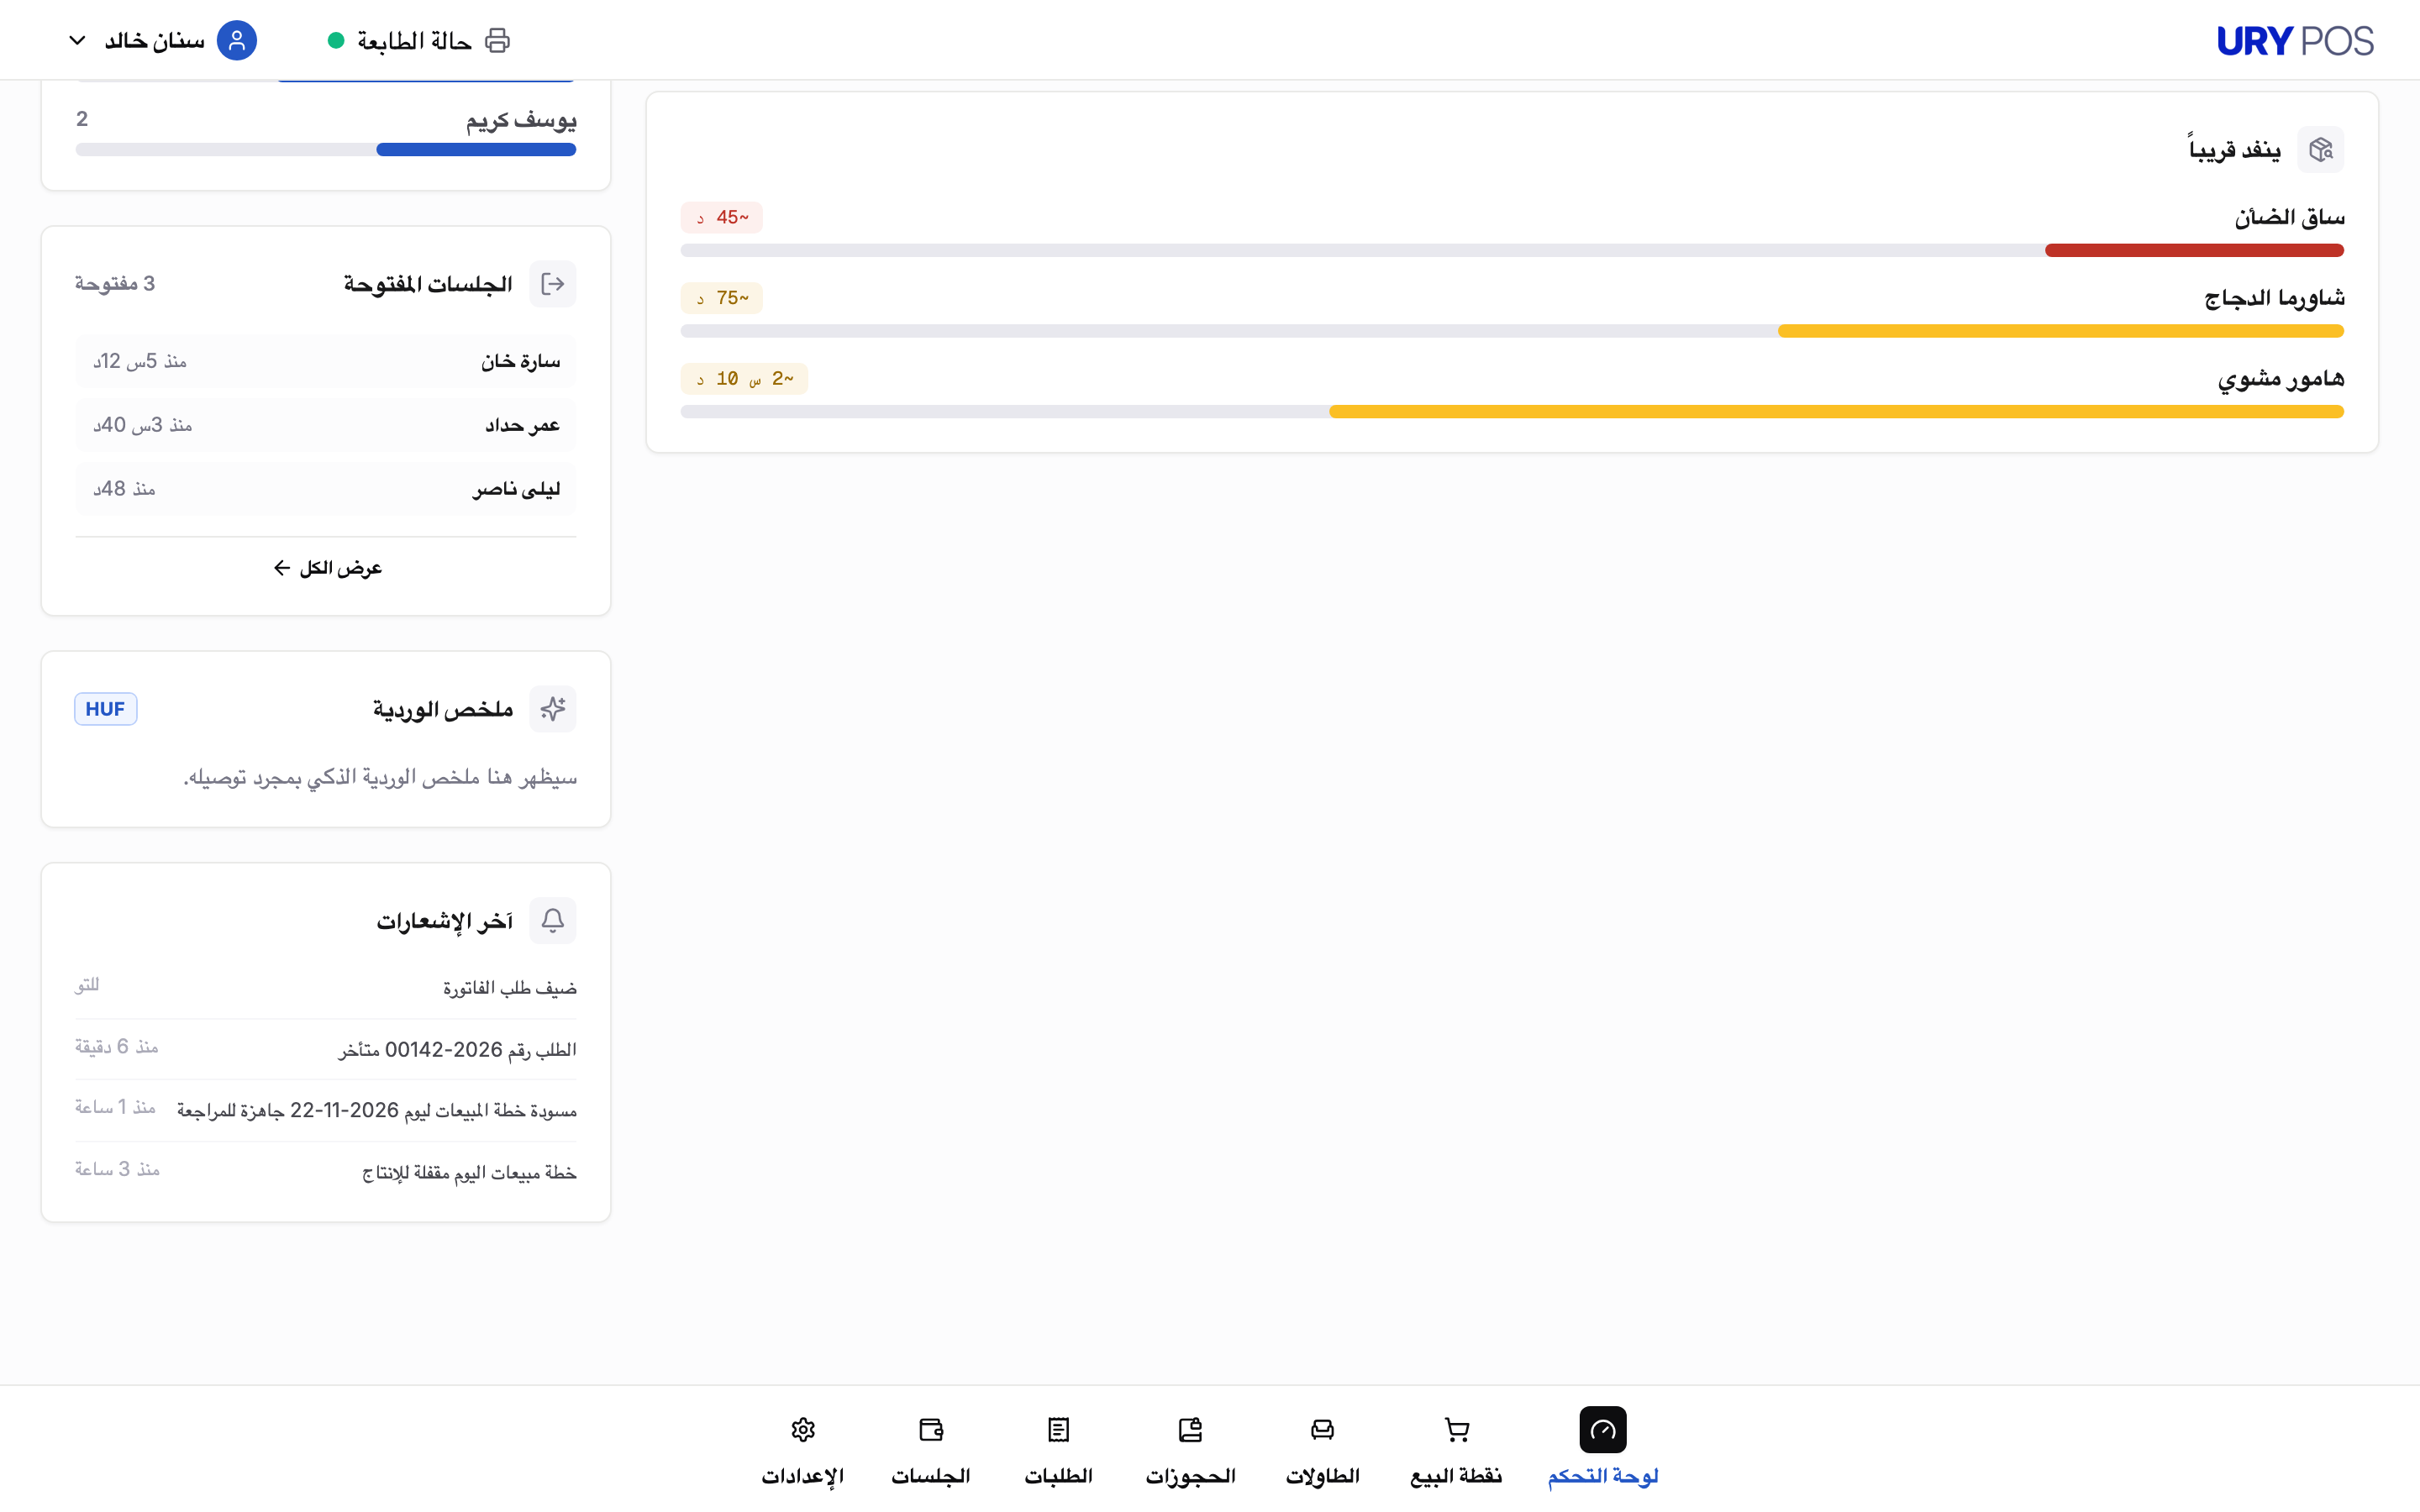 URY POS
حالة الطابعة
سنان خالد
ينفد قريباً
ساق الضأن
~45 د
شاورما الدجاج
~75 د
هامور مشوي
~2 س 10 د
يوسف كريم
2
الجلسات المفتوحة
3 مفتوحة
سارة خان
منذ 5س 12د
عمر حداد
منذ 3س 40د
ليلى ناصر
منذ 48د
عرض الكل ←
ملخص الوردية
HUF
سيظهر هنا ملخص الوردية الذكي بمجرد توصيله.
آخر الإشعارات
ضيف طلب الفاتورة
للتو
الطلب رقم 2026-00142 متأخر
منذ 6 دقيقة
مسودة خطة المبيعات ليوم 2026-11-22 جاهزة للمراجعة
منذ 1 ساعة
خطة مبيعات اليوم مقفلة للإنتاج
منذ 3 ساعة
لوحة التحكم
نقطة البيع
الطاولات
الحجوزات
الطلبات
الجلسات
الإعدادات